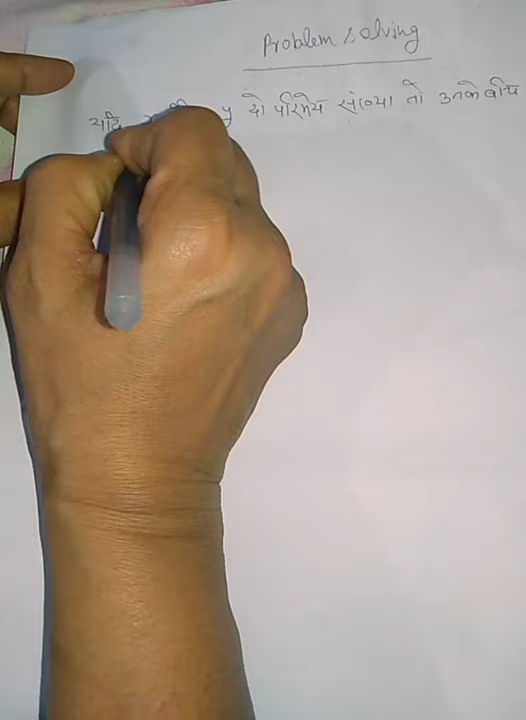 Problem solving
यदि y दो परिमेय संख्या तो उनके बीच